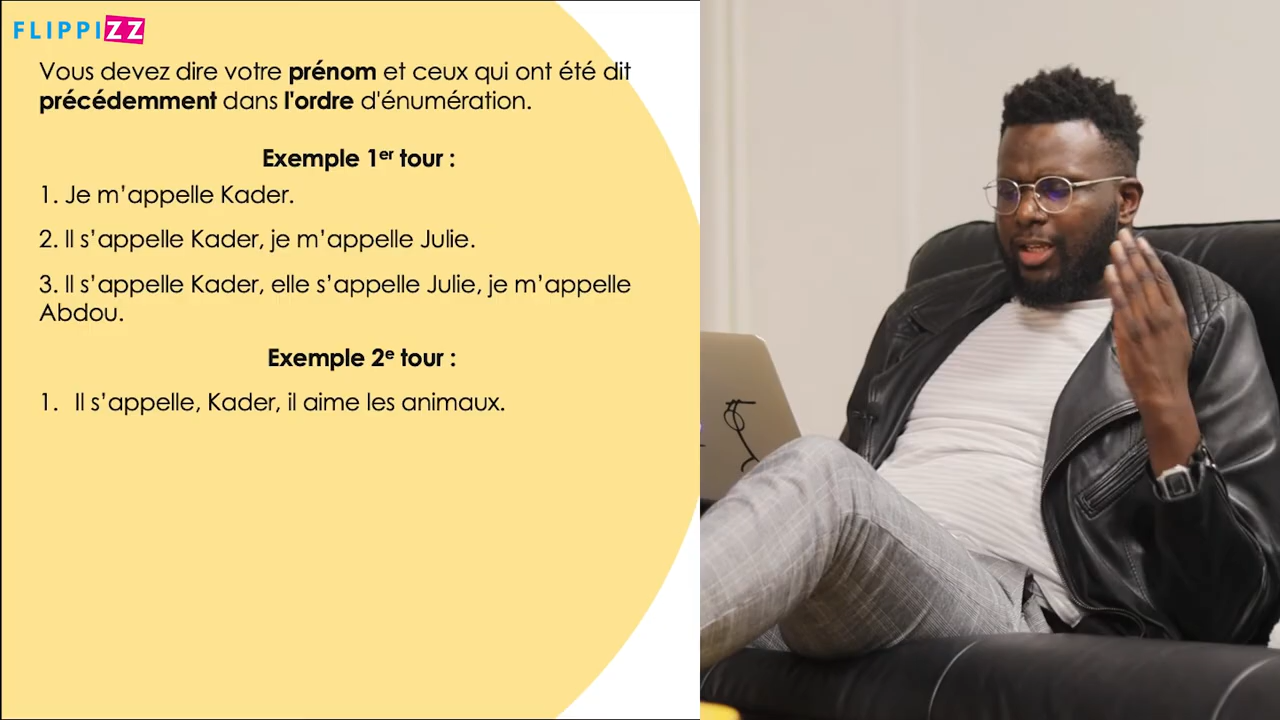 FLIPPIZZ
Vous devez dire votre prénom et ceux qui ont été dit
précédemment dans l'ordre d'énumération.
Exemple 1er tour :
1. Je m’appelle Kader.
2. Il s’appelle Kader, je m’appelle Julie.
3. Il s’appelle Kader, elle s’appelle Julie, je m’appelle
Abdou.
Exemple 2e tour :
1. Il s’appelle, Kader, il aime les animaux.